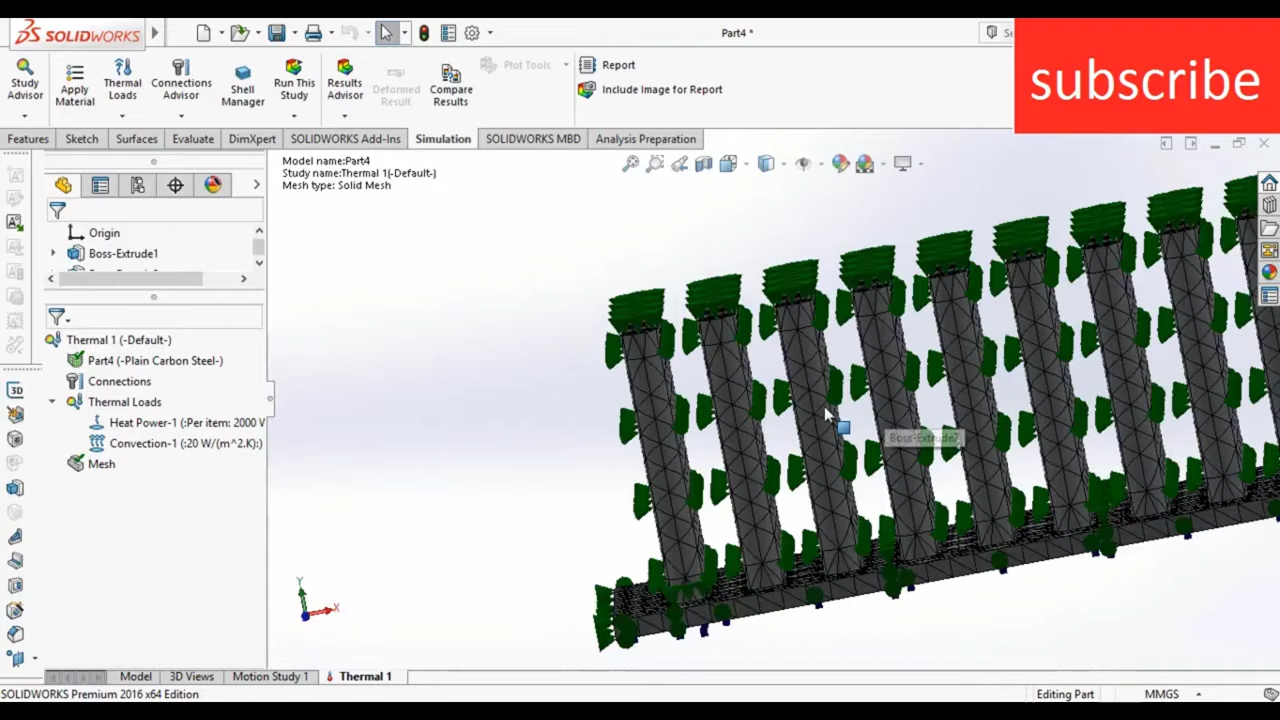 SOLIDWORKS
Part4 *
subscribe
Study Advisor
Apply Material
Thermal Loads
Connections Advisor
Shell Manager
Run This Study
Results Advisor
Deformed Result
Compare Results
Plot Tools
Report
Include Image for Report
Features
Sketch
Surfaces
Evaluate
DimXpert
SOLIDWORKS Add-Ins
Simulation
SOLIDWORKS MBD
Analysis Preparation
Model name:Part4
Study name:Thermal 1(-Default-)
Mesh type: Solid Mesh
Origin
Boss-Extrude1
Thermal 1 (-Default-)
Part4 (-Plain Carbon Steel-)
Connections
Thermal Loads
Heat Power-1 (:Per item: 2000
Convection-1 (:20 W/(m^2.K):)
Mesh
Boss-Extrude2
3D
Y
X
Model
3D Views
Motion Study 1
Thermal 1
SOLIDWORKS Premium 2016 x64 Edition
Editing Part
MMGS